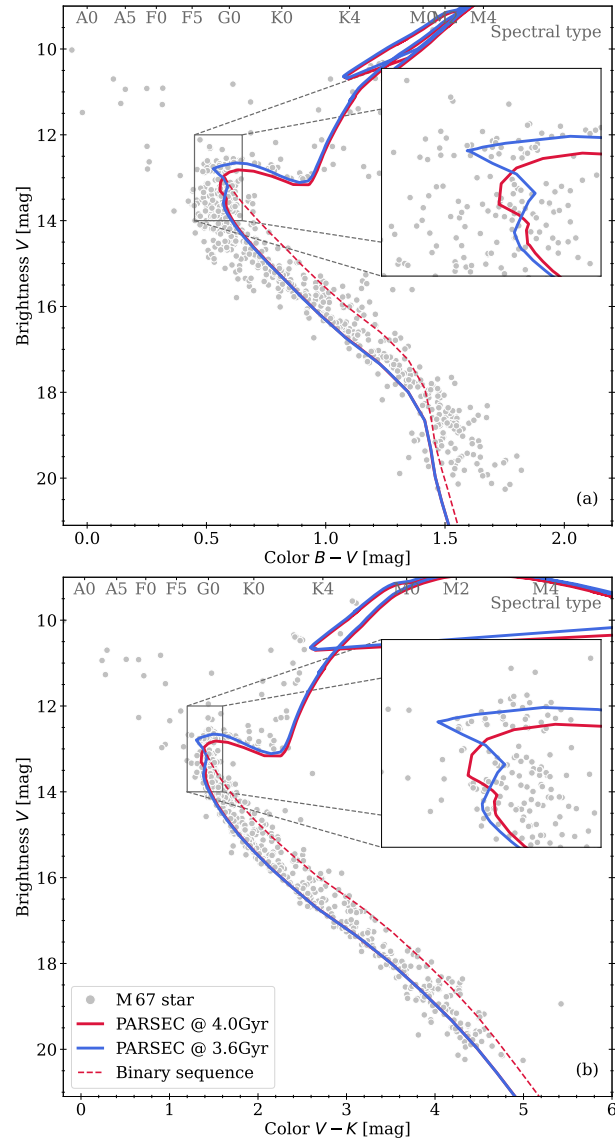 A0 A5 F0 F5 G0 K0 K4 M0 M4
Spectral type
10
12
14
16
18
20
Brightness V [mag]
(a)
0.0 0.5 1.0 1.5 2.0
Color B − V [mag]
A0 A5 F0 F5 G0 K0 K4 M0 M2 M4
Spectral type
10
12
14
16
18
20
Brightness V [mag]
M 67 star
PARSEC @ 4.0Gyr
PARSEC @ 3.6Gyr
Binary sequence
(b)
0 1 2 3 4 5 6
Color V − K [mag]